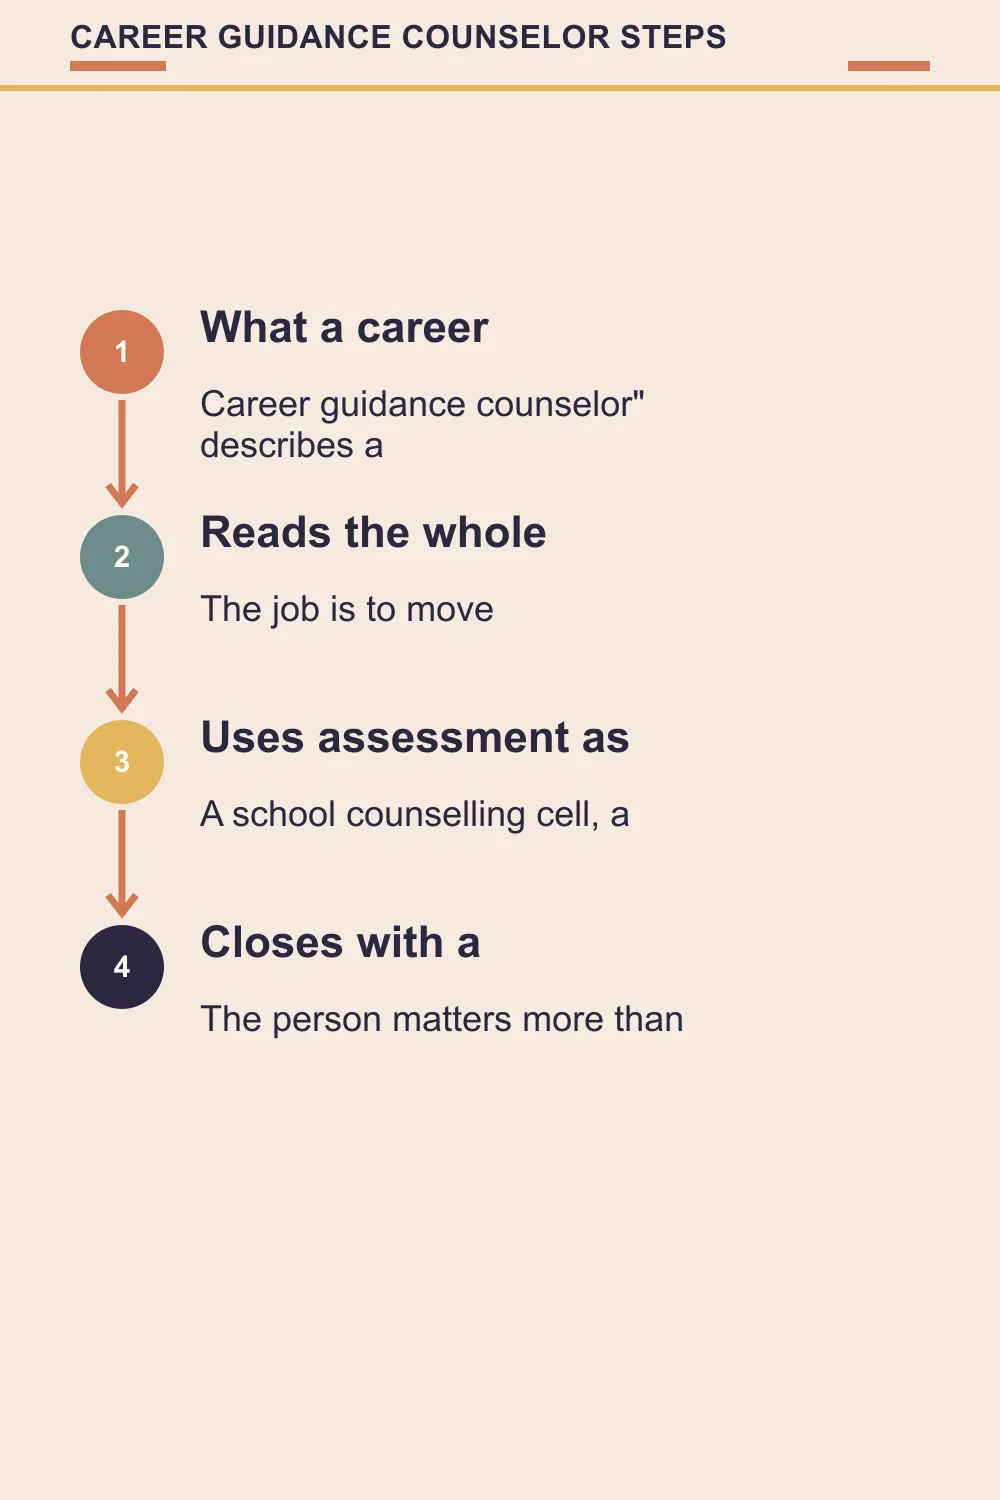 CAREER GUIDANCE COUNSELOR STEPS
1
What a career
Career guidance counselor"
describes a
2
Reads the whole
The job is to move
3
Uses assessment as
A school counselling cell, a
4
Closes with a
The person matters more than